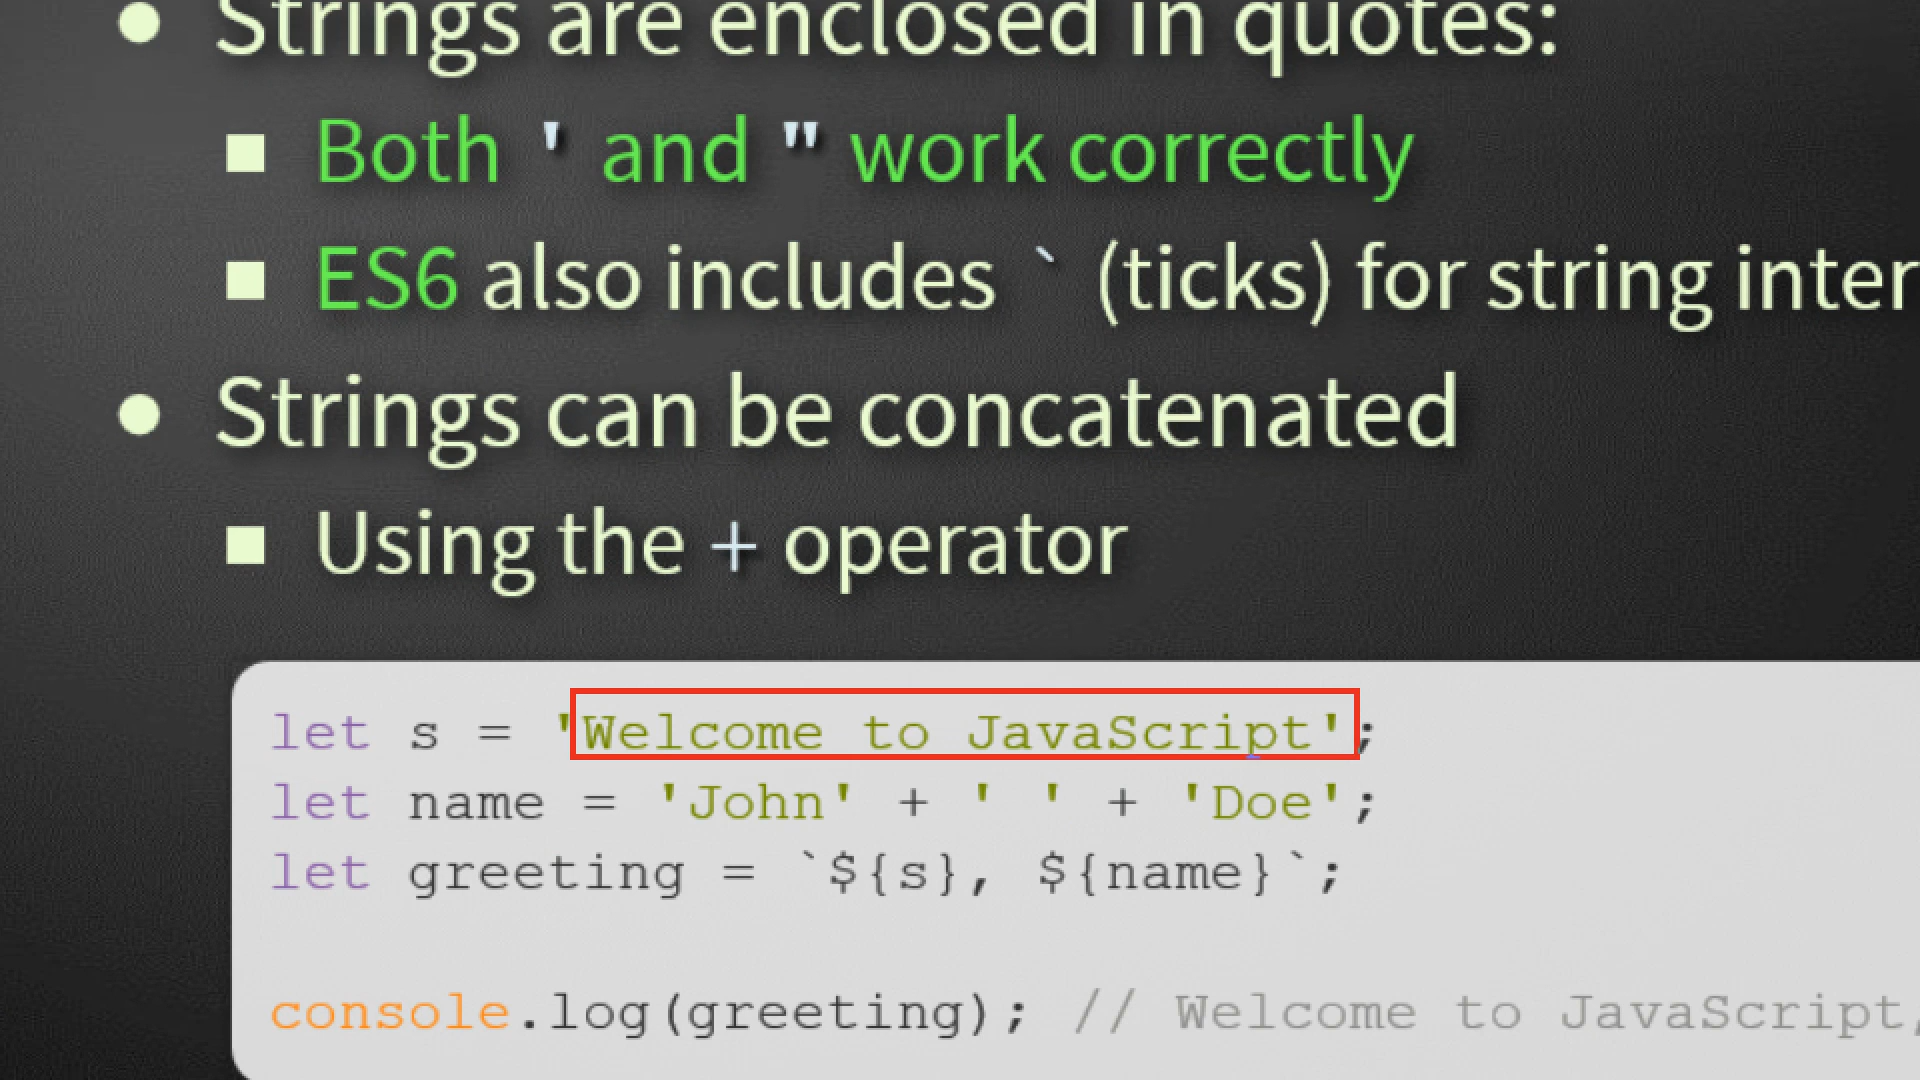 Strings are enclosed in quotes:
Both ' and " work correctly
ES6 also includes ` (ticks) for string inter
Strings can be concatenated
Using the + operator
let s = 'Welcome to JavaScript';
let name = 'John' + ' ' + 'Doe';
let greeting = `${s}, ${name}`;
console.log(greeting); // Welcome to JavaScript,